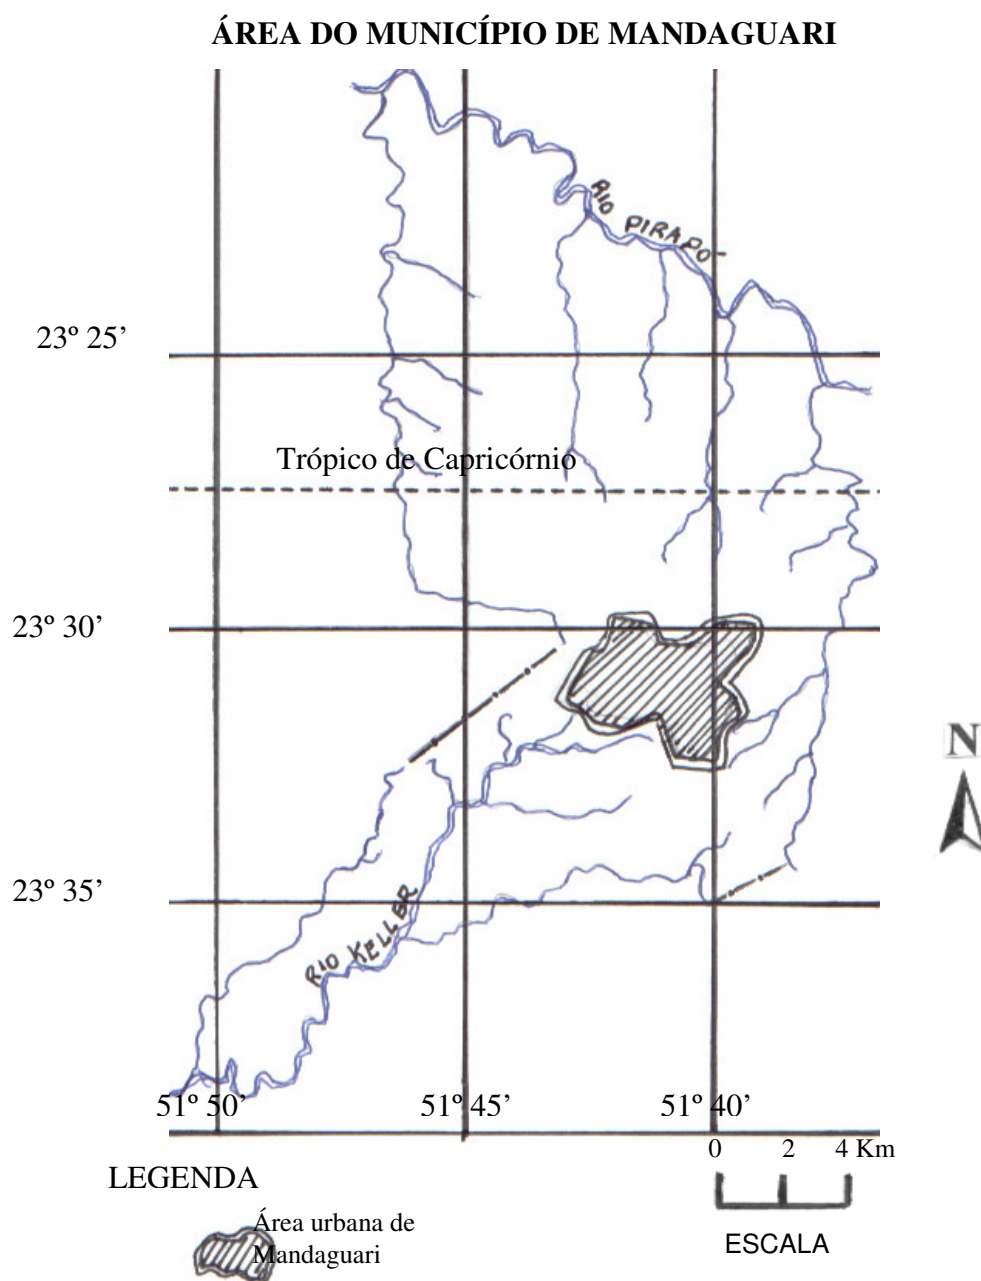 ÁREA DO MUNICÍPIO DE MANDAGUARI
RIO PIRAPÓ
23º 25’
Trópico de Capricórnio
23º 30’
N
23º 35’
RIO KELLER
51º 50’ 51º 45’ 51º 40’
0 2 4 Km
LEGENDA
Área urbana de
Mandaguari
ESCALA